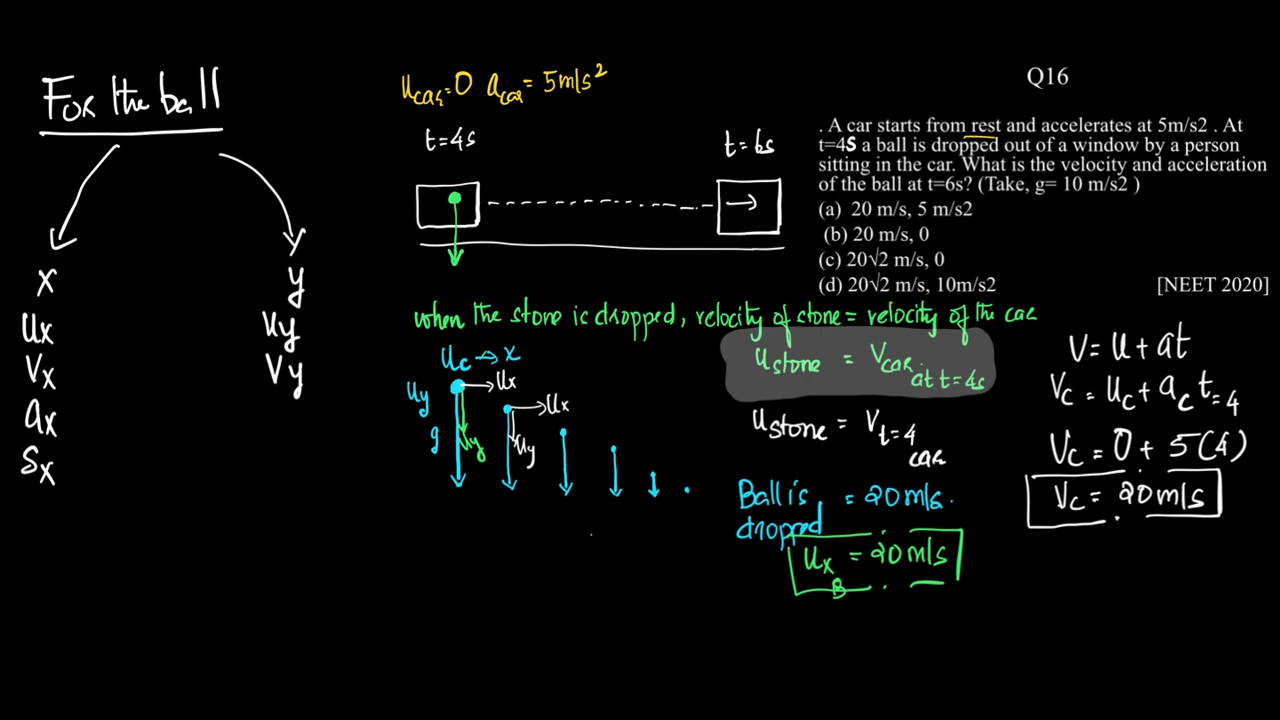 For the ball
x
ux
Vx
ax
Sx
y
uy
Vy
ucar=0 acar= 5m/s²
t=4s
t=6s
Q16
. A car starts from rest and accelerates at 5m/s2 . At
t=4S a ball is dropped out of a window by a person
sitting in the car. What is the velocity and acceleration
of the ball at t=6s? (Take, g= 10 m/s2 )
(a) 20 m/s, 5 m/s2
(b) 20 m/s, 0
(c) 20√2 m/s, 0
(d) 20√2 m/s, 10m/s2
[NEET 2020]
when the stone is dropped, velocity of stone = velocity of the car
uc → x
uy
ux
g
uy
ux
uy
ustone = Vcar at t=4s
ustone = Vt=4 car
Ball is dropped = 20 m/s.
ux = 20 m/s
B
V= u + at
Vc = uc + ac t=4
Vc = 0 + 5(4)
Vc = 20m/s